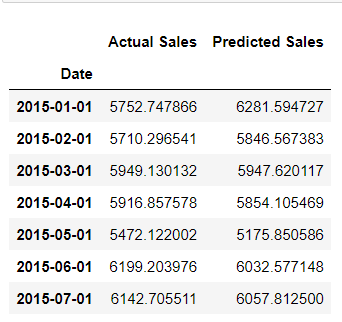 Actual Sales Predicted Sales
Date
2015-01-01 5752.747866 6281.594727
2015-02-01 5710.296541 5846.567383
2015-03-01 5949.130132 5947.620117
2015-04-01 5916.857578 5854.105469
2015-05-01 5472.122002 5175.850586
2015-06-01 6199.203976 6032.577148
2015-07-01 6142.705511 6057.812500